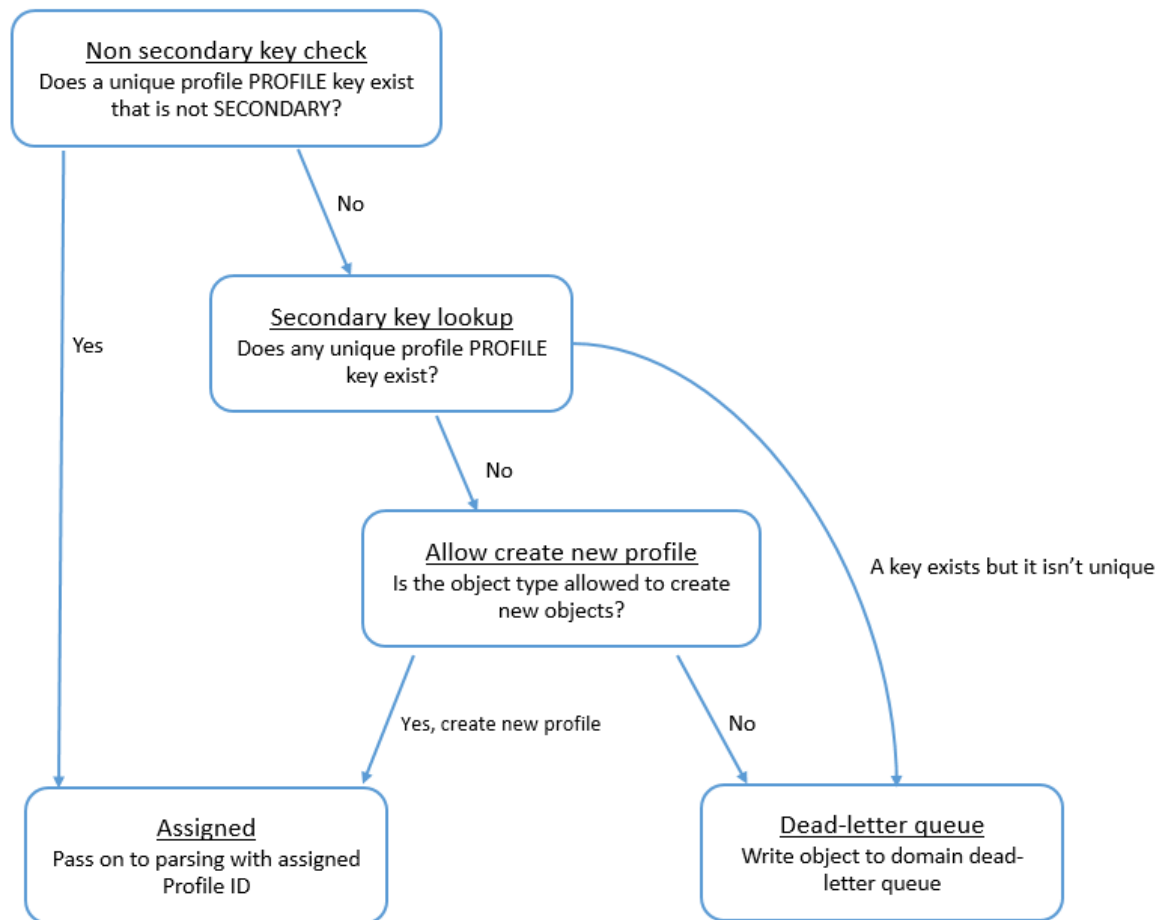 Non secondary key check
Does a unique profile PROFILE key exist
that is not SECONDARY?
No
Yes
Secondary key lookup
Does any unique profile PROFILE
key exist?
No
Allow create new profile
Is the object type allowed to create
new objects?
A key exists but it isn't unique
Yes, create new profile
No
Assigned
Pass on to parsing with assigned
Profile ID
Dead-letter queue
Write object to domain dead-
letter queue